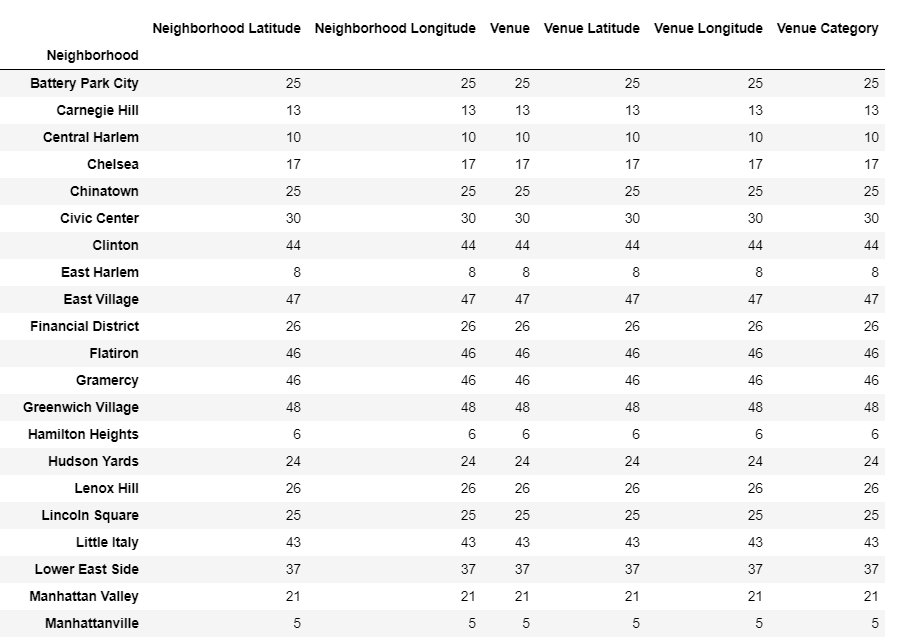 Neighborhood Latitude Neighborhood Longitude Venue Venue Latitude Venue Longitude Venue Category
Neighborhood
Battery Park City 25 25 25 25 25 25
Carnegie Hill 13 13 13 13 13 13
Central Harlem 10 10 10 10 10 10
Chelsea 17 17 17 17 17 17
Chinatown 25 25 25 25 25 25
Civic Center 30 30 30 30 30 30
Clinton 44 44 44 44 44 44
East Harlem 8 8 8 8 8 8
East Village 47 47 47 47 47 47
Financial District 26 26 26 26 26 26
Flatiron 46 46 46 46 46 46
Gramercy 46 46 46 46 46 46
Greenwich Village 48 48 48 48 48 48
Hamilton Heights 6 6 6 6 6 6
Hudson Yards 24 24 24 24 24 24
Lenox Hill 26 26 26 26 26 26
Lincoln Square 25 25 25 25 25 25
Little Italy 43 43 43 43 43 43
Lower East Side 37 37 37 37 37 37
Manhattan Valley 21 21 21 21 21 21
Manhattanville 5 5 5 5 5 5